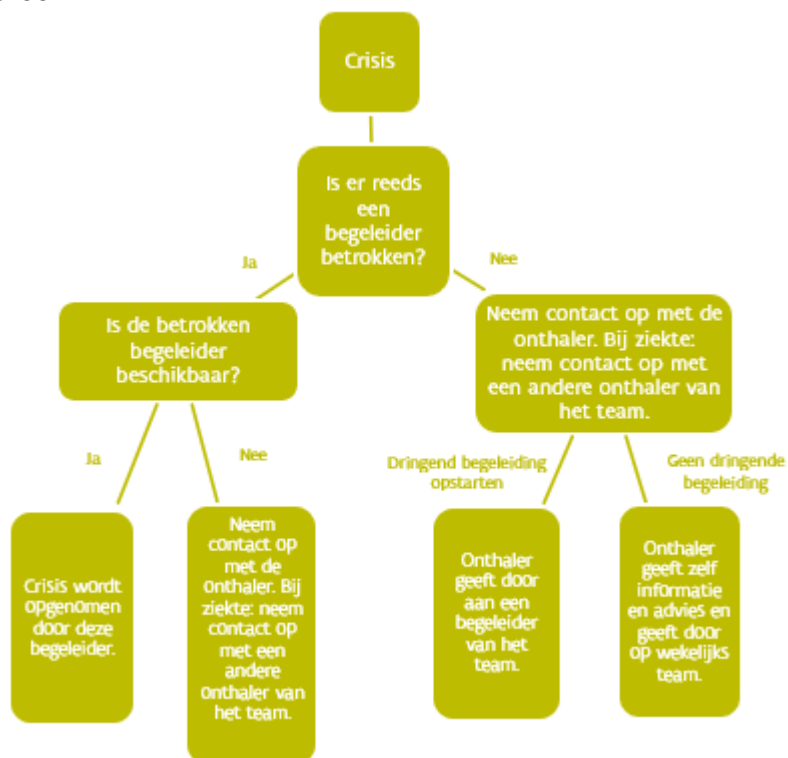 Crisis
Is er reeds
een
begeleider
betrokken?
Ja
Nee
Is de betrokken
begeleider
beschikbaar?
Neem contact op met de
onthaler. Bij ziekte:
neem contact op met
een andere onthaler van
het team.
Ja
Nee
Dringend begeleiding
opstarten
Geen dringende
begeleiding
Crisis wordt
opgenomen
door deze
begeleider.
Neem
contact op
met de
onthaler. Bij
ziekte: neem
contact op
met een
andere
onthaler van
het team.
Onthaler
geeft door
aan een
begeleider
van het
team.
Onthaler
geeft zelf
informatie
en advies en
geeft door
op wekelijks
team.